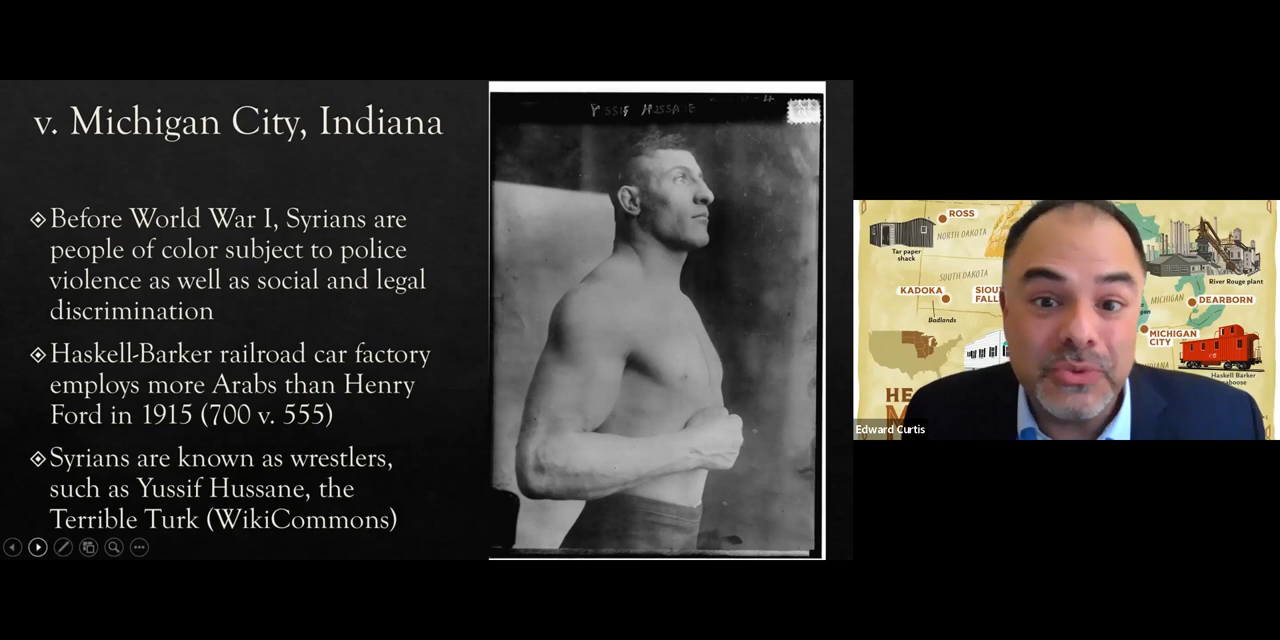 v. Michigan City, Indiana
Before World War I, Syrians are
people of color subject to police
violence as well as social and legal
discrimination
Haskell-Barker railroad car factory
employs more Arabs than Henry
Ford in 1915 (700 v. 555)
Syrians are known as wrestlers,
such as Yussif Hussane, the
Terrible Turk (WikiCommons)
ROSS
NORTH DAKOTA
Tar paper
shack
SOUTH DAKOTA
KADOKA
SIOU
FALL
Badlands
River Rouge plant
MICHIGAN
DEARBORN
MICHIGAN
CITY
Haskell Barker
HE
M
Edward Curtis